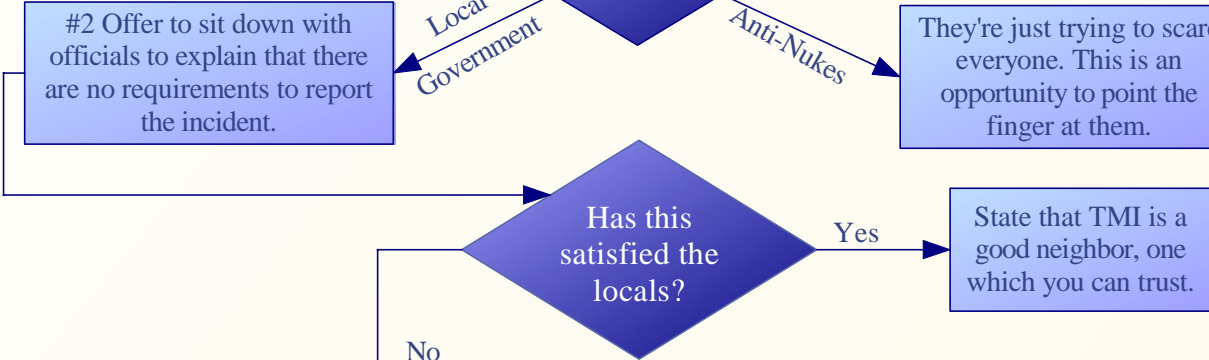 #2 Offer to sit down with
officials to explain that there
are no requirements to report
the incident.
Local
Government
Anti-Nukes
They're just trying to scare
everyone. This is an
opportunity to point the
finger at them.
Has this
satisfied the
locals?
Yes
State that TMI is a
good neighbor, one
which you can trust.
No